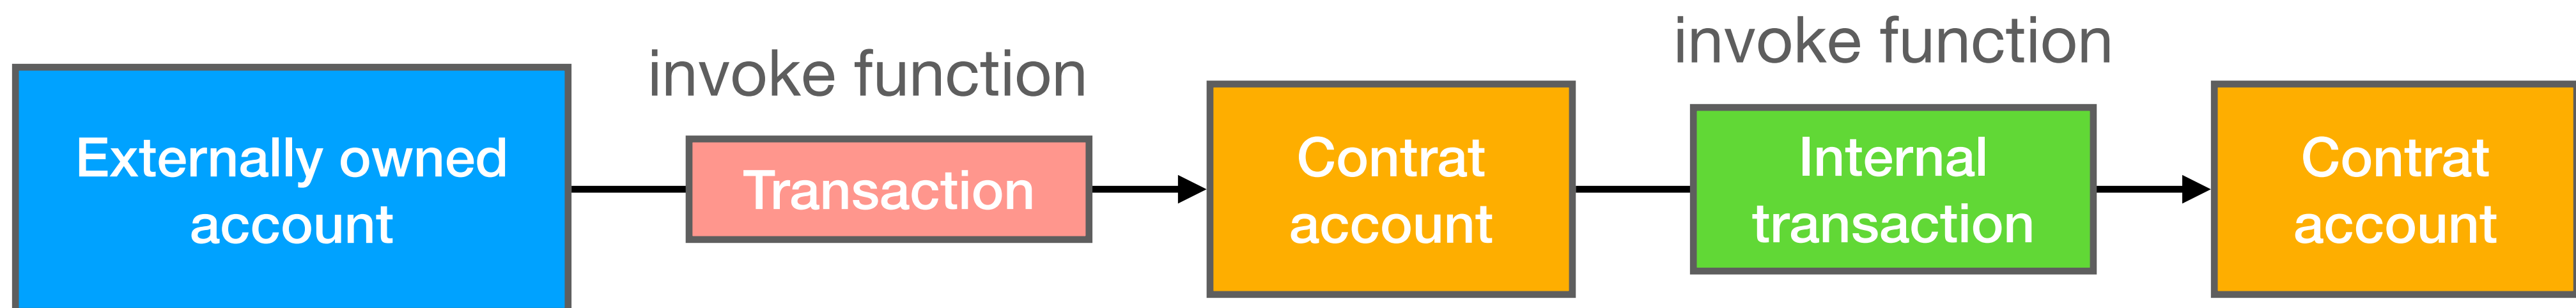 Externally owned
account
invoke function
Transaction
Contrat
account
invoke function
Internal
transaction
Contrat
account